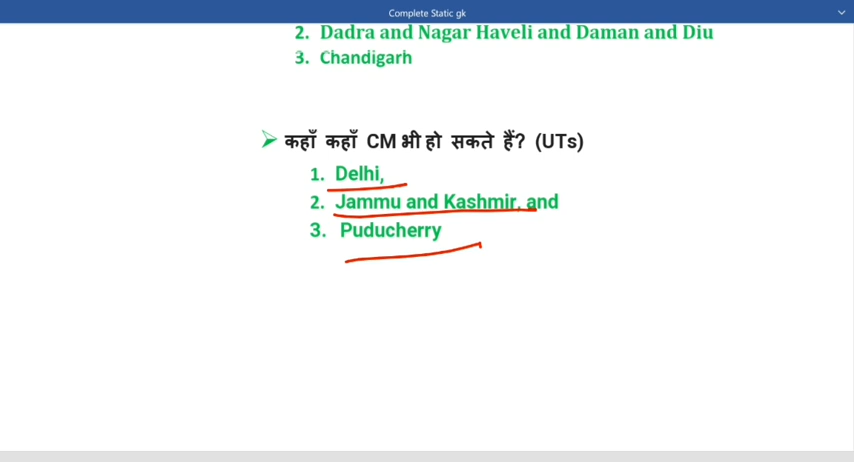 Complete Static gk
2. Dadra and Nagar Haveli and Daman and Diu
3. Chandigarh
कहाँ कहाँ CM भी हो सकते हैं? (UTs)
1. Delhi,
2. Jammu and Kashmir, and
3. Puducherry